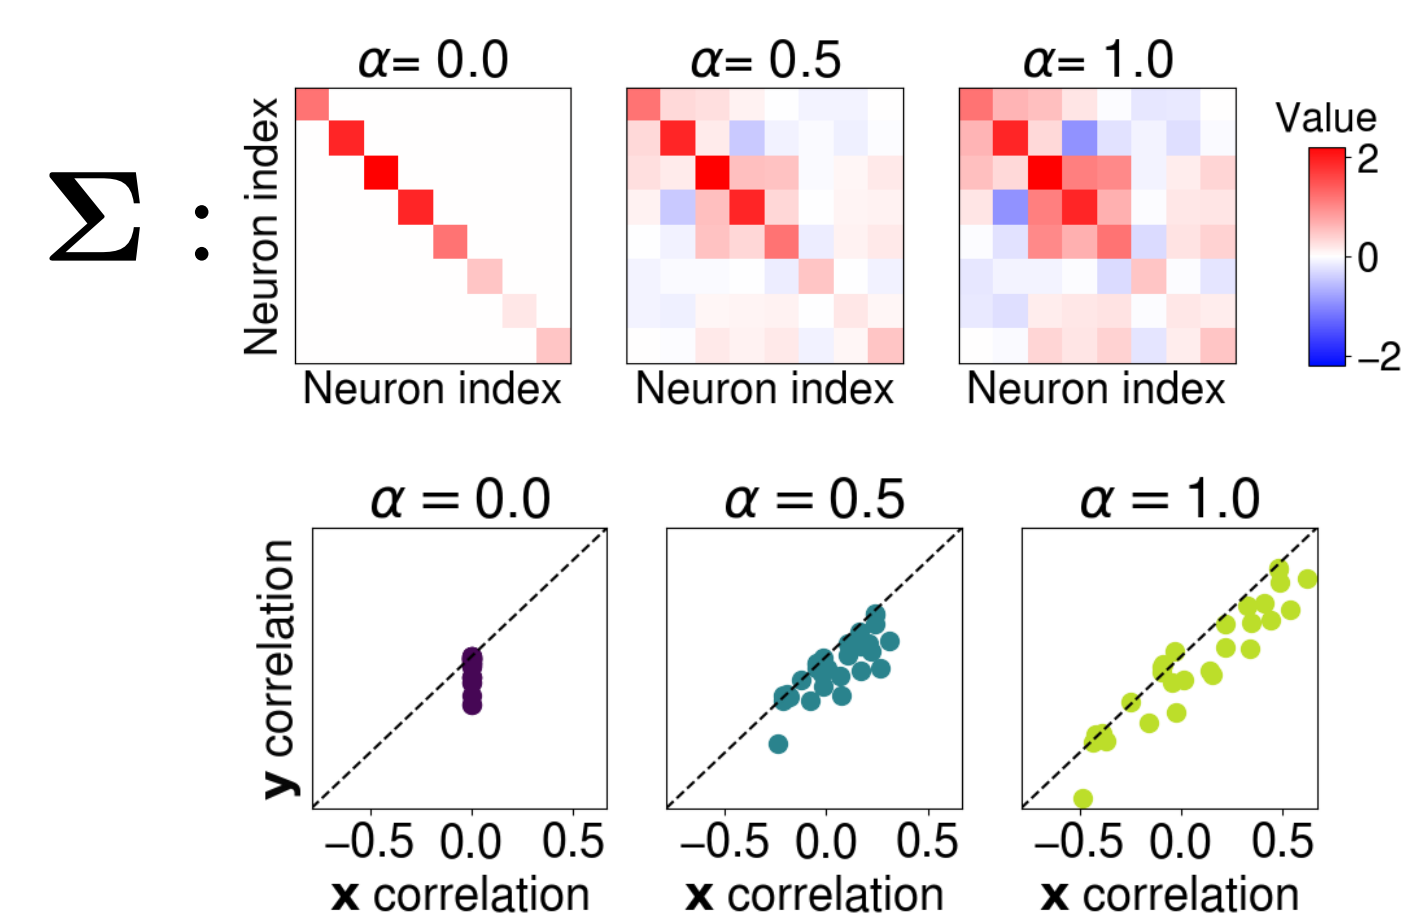 α= 0.0
α= 0.5
α= 1.0
Value
Σ :
Neuron index
2
0
−2
Neuron index
Neuron index
Neuron index
α = 0.0
α = 0.5
α = 1.0
y correlation
−0.5 0.0 0.5
−0.5 0.0 0.5
−0.5 0.0 0.5
x correlation
x correlation
x correlation